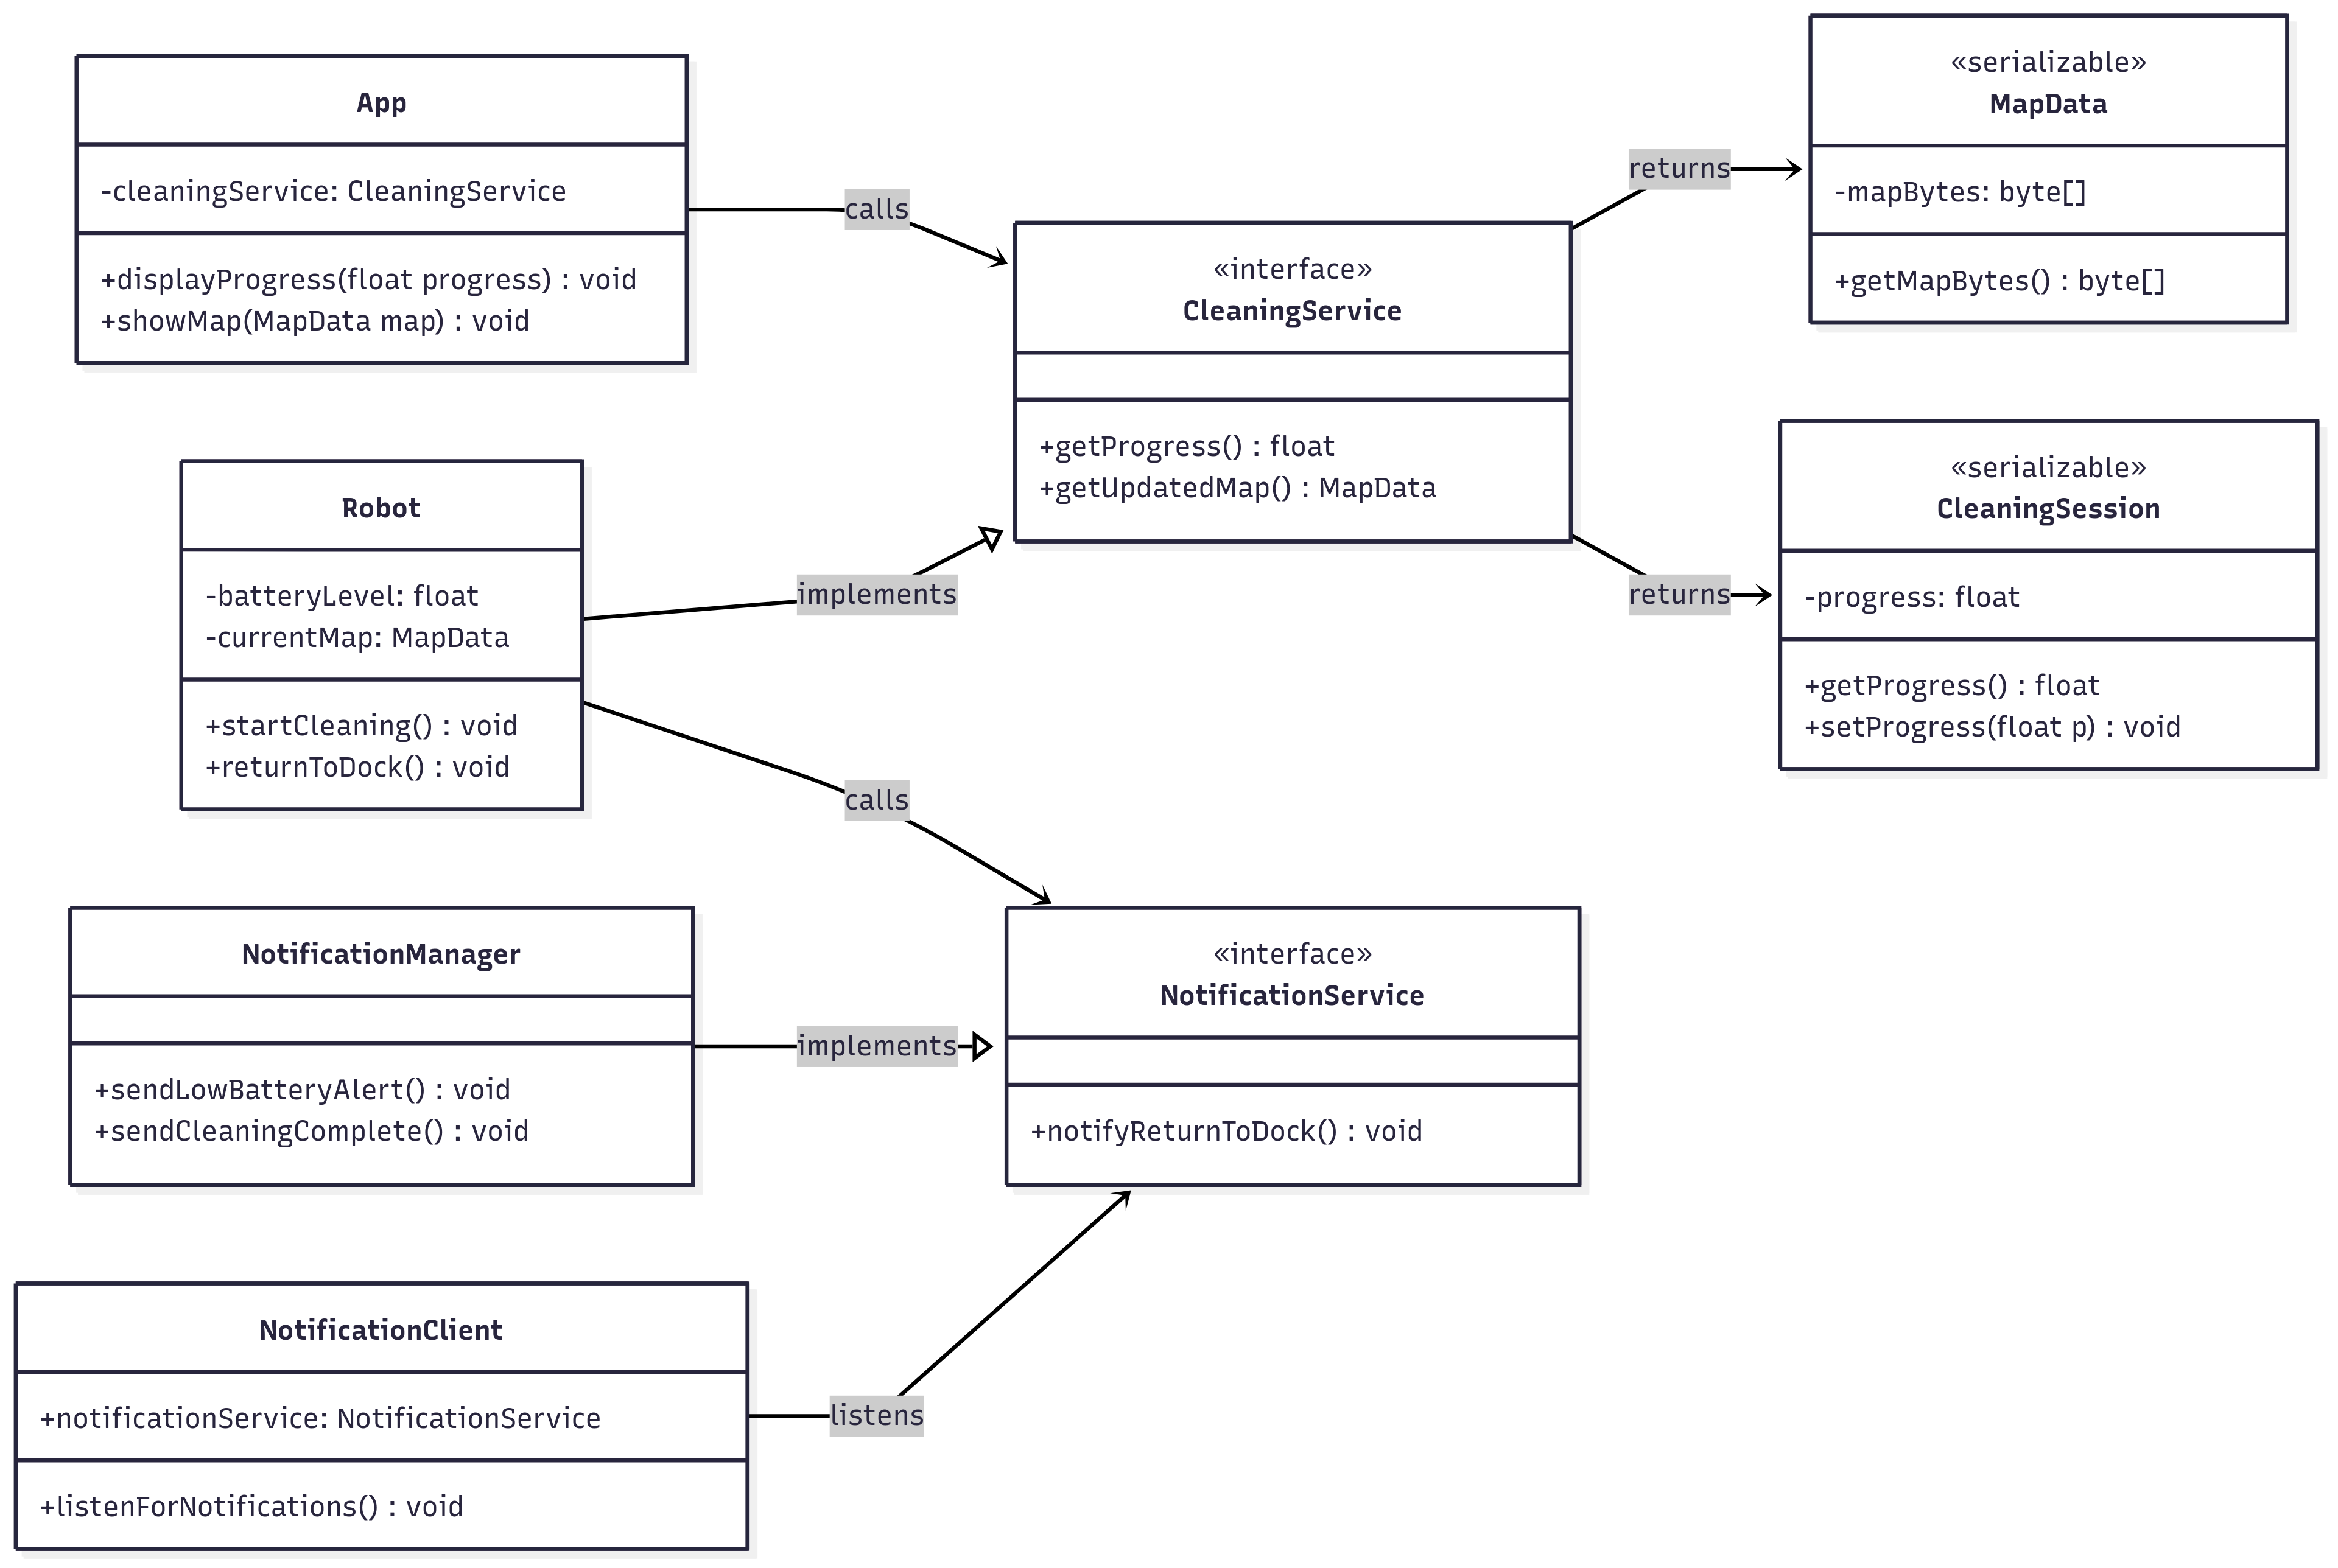 App
-cleaningService: CleaningService
+displayProgress(float progress) : void
+showMap(MapData map) : void
calls
«interface»
CleaningService
+getProgress() : float
+getUpdatedMap() : MapData
returns
«serializable»
MapData
-mapBytes: byte[]
+getMapBytes() : byte[]
returns
«serializable»
CleaningSession
-progress: float
+getProgress() : float
+setProgress(float p) : void
Robot
-batteryLevel: float
-currentMap: MapData
+startCleaning() : void
+returnToDock() : void
implements
calls
NotificationManager
+sendLowBatteryAlert() : void
+sendCleaningComplete() : void
implements
«interface»
NotificationService
+notifyReturnToDock() : void
NotificationClient
+notificationService: NotificationService
+listenForNotifications() : void
listens